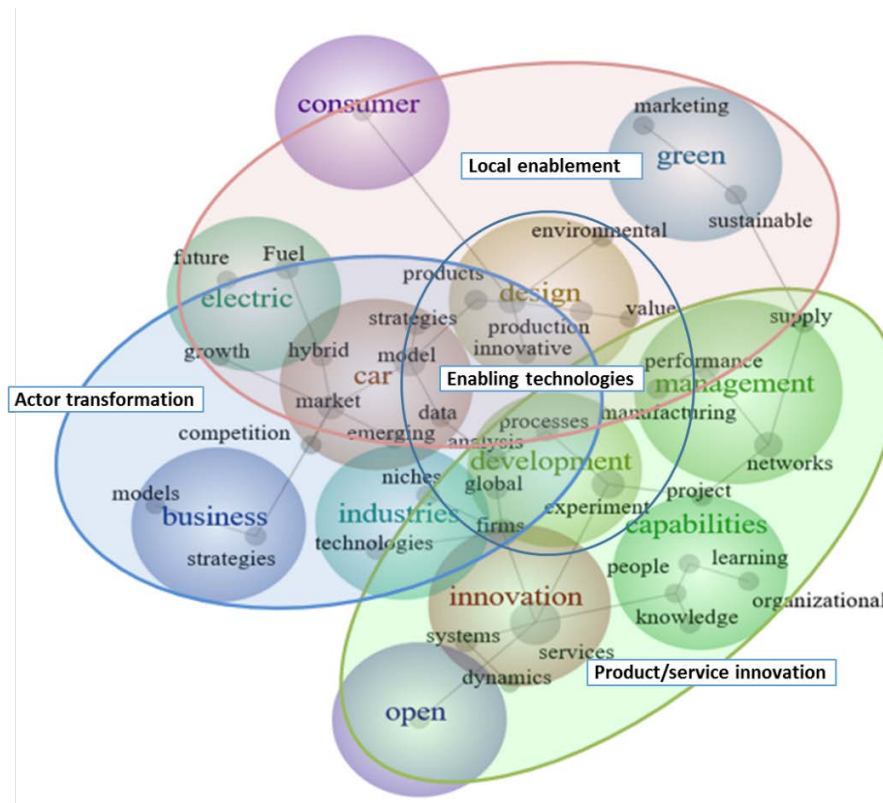 consumer
marketing
green
Local enablement
sustainable
environmental
future
Fuel
products
electric
design
strategies
value
production
supply
growth
hybrid
model
innovative
performance
car
Enabling technologies
management
Actor transformation
market
data
processes
manufacturing
competition
emerging
analysis
development
networks
niches
global
project
models
experiment
business
industries
firms
capabilities
strategies
technologies
people
learning
innovation
organizational
knowledge
systems
services
dynamics
Product/service innovation
open